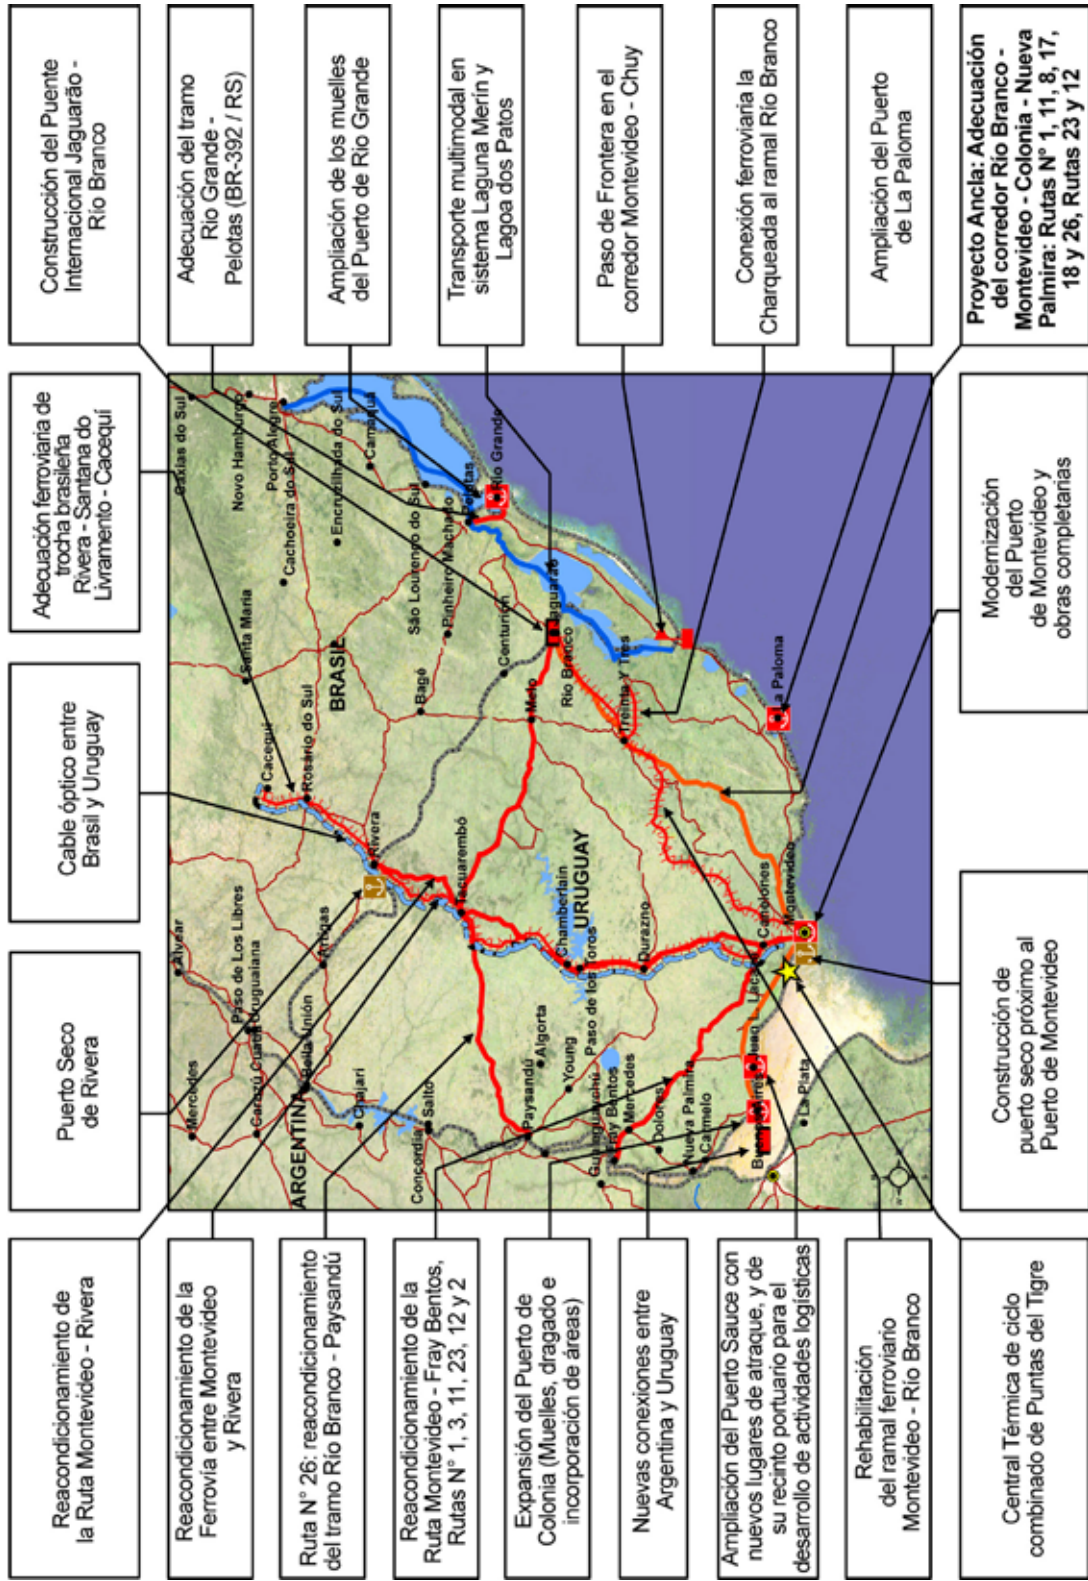 Reacondicionamiento de
la Ruta Montevideo - Rivera
Puerto Seco
de Rivera
Cable óptico entre
Brasil y Uruguay
Adecuación ferroviaria de
trocha brasileña
Rivera - Santana do
Livramento - Cacequí
Construcción del Puente
Internacional Jaguarão -
Río Branco
Reacondicionamiento de la
Ferrovía entre Montevideo
y Rivera
Ruta N° 26: reacondicionamiento
del tramo Río Branco - Paysandú
Reacondicionamiento de la
Ruta Montevideo - Fray Bentos,
Rutas N° 1, 3, 11, 23, 12 y 2
Expansión del Puerto de
Colonia (Muelles, dragado e
incorporación de áreas)
Nuevas conexiones entre
Argentina y Uruguay
Ampliación del Puerto Sauce con
nuevos lugares de atraque, y de
su recinto portuario para el
desarrollo de actividades logísticas
Rehabilitación
del ramal ferroviario
Montevideo - Río Branco
Central Térmica de ciclo
combinado de Puntas del Tigre
Alvear
Mercedes
Paso de Los Libres
Uruguaiana
Curuzú Cuatiá
Artigas
Bella Unión
ARGENTINA
Chajarí
Concordia
Salto
Caxias do Sul
Novo Hamburgo
Santa Maria
Porto Alegre
Cachoeira do Sul
Cacequí
Rosário do Sul
BRASIL
Encruzilhada do Sul
Camaquã
Rivera
Bagé
São Lourenco do Sul
Pinheiro Machado
Pelotas
Rio Grande
Tacuarembó
Centurión
Melo
Jaguarão
Río Branco
Paysandú
Algorta
Young
Chamberlain
Paso de los Toros
URUGUAY
Gualeguaychú
Fray Bentos
Mercedes
Durazno
Treinta Y Tres
Dolores
Nueva Palmira
Carmelo
Buenos Aires
Juan Lacaze
Canelones
Montevideo
La Paloma
La Plata
Adecuación del tramo
Rio Grande -
Pelotas (BR-392 / RS)
Ampliación de los muelles
del Puerto de Rio Grande
Transporte multimodal en
sistema Laguna Merín y
Lagoa dos Patos
Paso de Frontera en el
corredor Montevideo - Chuy
Conexión ferroviaria la
Charqueada al ramal Río Branco
Ampliación del Puerto
de La Paloma
Proyecto Ancla: Adecuación
del corredor Río Branco -
Montevideo - Colonia - Nueva
Palmira: Rutas N° 1, 11, 8, 17,
18 y 26, Rutas 23 y 12
Construcción de
puerto seco próximo al
Puerto de Montevideo
Modernización
del Puerto
de Montevideo y
obras completarias